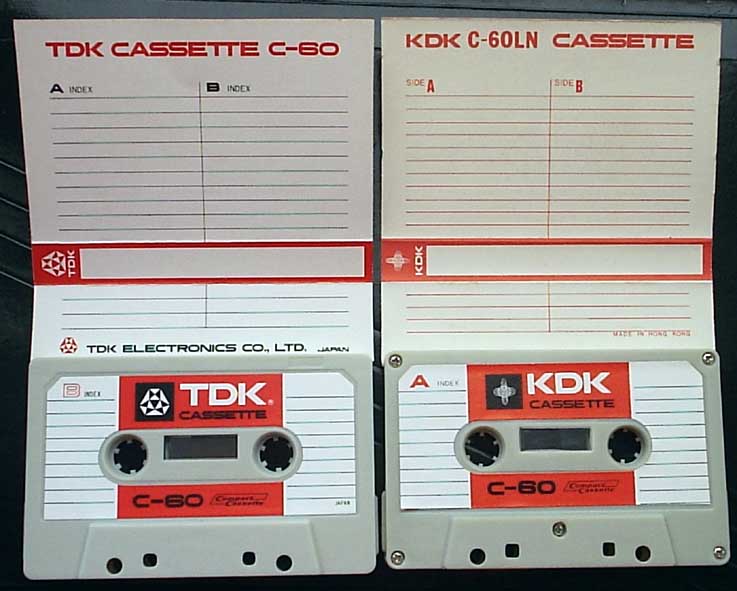 TDK CASSETTE C-60
A INDEX
B INDEX
TDK
TDK ELECTRONICS CO., LTD. JAPAN
B INDEX
TDK®
CASSETTE
C-60 Compact Cassette
JAPAN
KDK C-60LN CASSETTE
SIDE A
SIDE B
KDK
MADE IN HONG KONG
A INDEX
KDK
CASSETTE
C-60 Compact Cassette